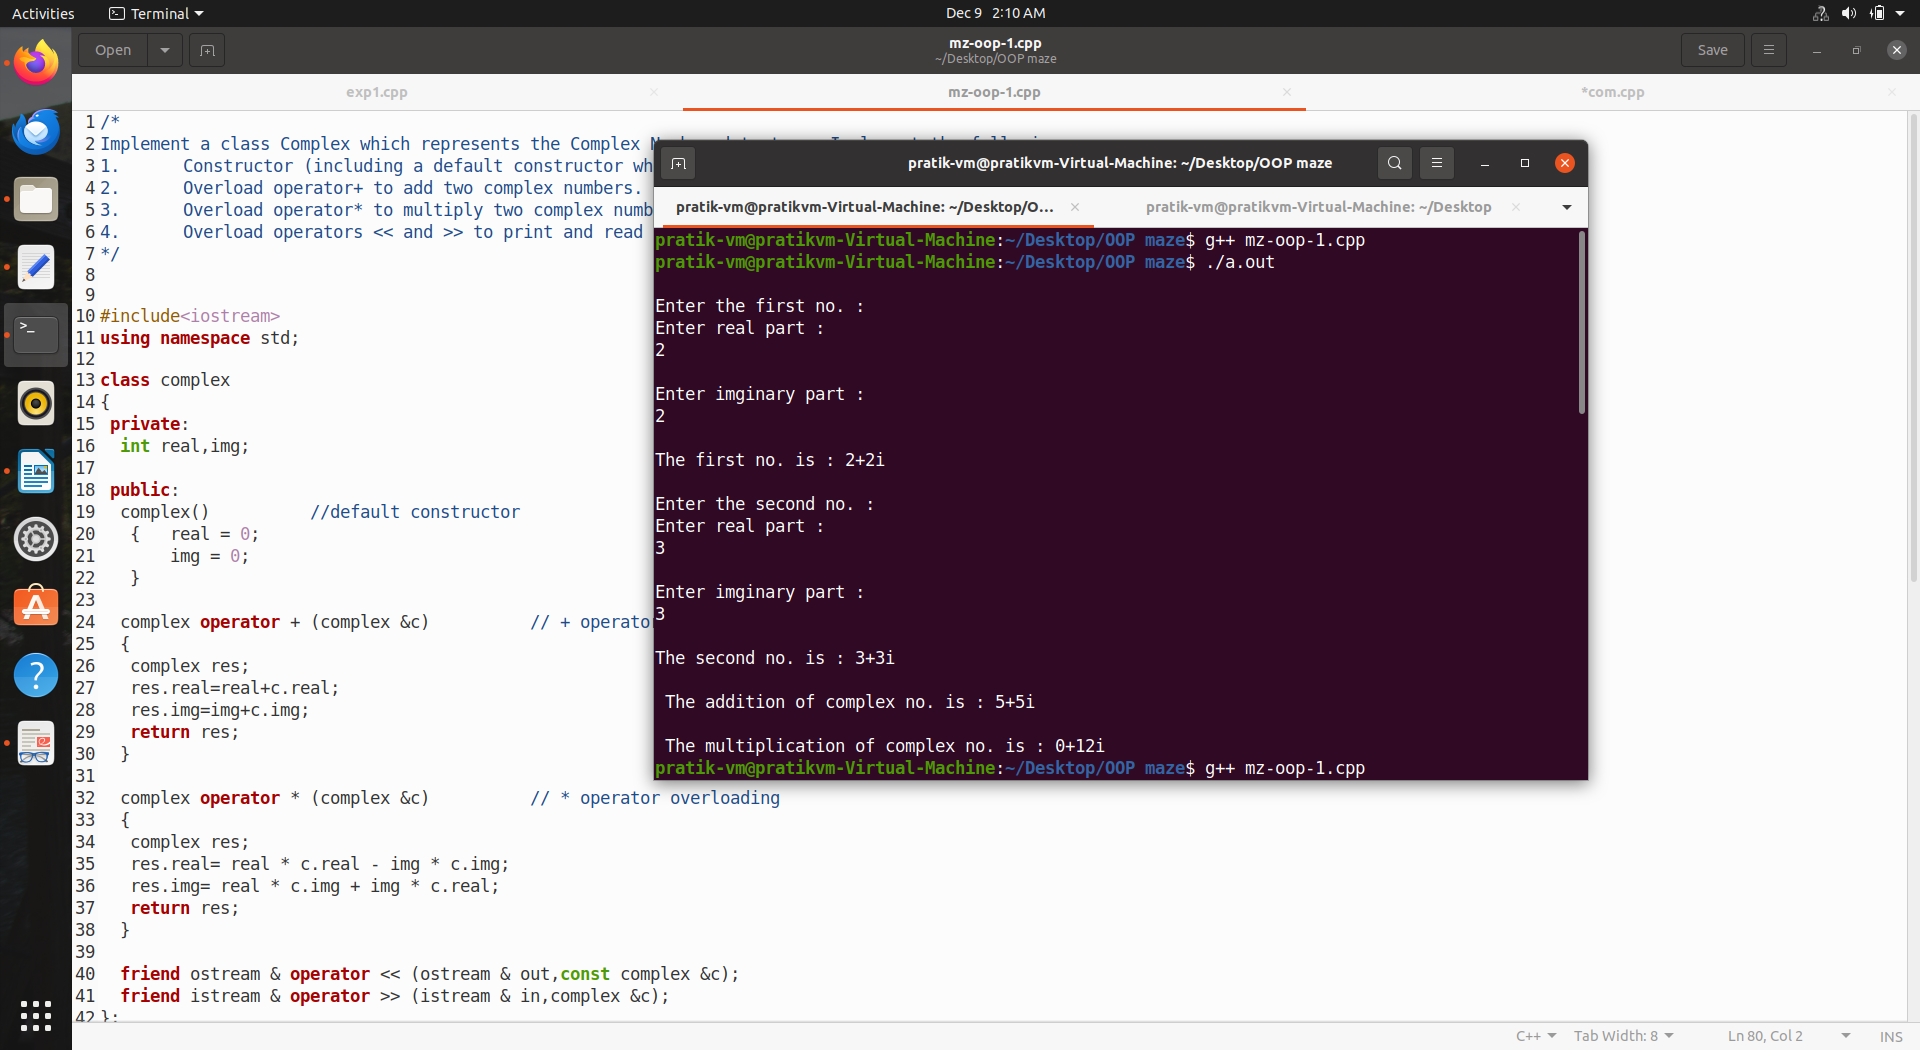 Activities Terminal Dec 9 2:10 AM
Open mz-oop-1.cpp Save
~/Desktop/OOP maze
exp1.cpp mz-oop-1.cpp *com.cpp
1 /*
2 Implement a class Complex which represents the Complex
3 1. Constructor (including a default constructor
4 2. Overload operator+ to add two complex numbers.
5 3. Overload operator* to multiply two complex
6 4. Overload operators << and >> to print and read
7 */
8
9
10 #include<iostream>
11 using namespace std;
12
13 class complex
14 {
15 private:
16 int real,img;
17
18 public:
19 complex() //default constructor
20 { real = 0;
21 img = 0;
22 }
23
24 complex operator + (complex &c) // + operator
25 {
26 complex res;
27 res.real=real+c.real;
28 res.img=img+c.img;
29 return res;
30 }
31
32 complex operator * (complex &c) // * operator overloading
33 {
34 complex res;
35 res.real= real * c.real - img * c.img;
36 res.img= real * c.img + img * c.real;
37 return res;
38 }
39
40 friend ostream & operator << (ostream & out,const complex &c);
41 friend istream & operator >> (istream & in,complex &c);
42 };
pratik-vm@pratikvm-Virtual-Machine: ~/Desktop/OOP maze
pratik-vm@pratikvm-Virtual-Machine: ~/Desktop/O... pratik-vm@pratikvm-Virtual-Machine: ~/Desktop
pratik-vm@pratikvm-Virtual-Machine:~/Desktop/OOP maze$ g++ mz-oop-1.cpp
pratik-vm@pratikvm-Virtual-Machine:~/Desktop/OOP maze$ ./a.out
Enter the first no. :
Enter real part :
2
Enter imginary part :
2
The first no. is : 2+2i
Enter the second no. :
Enter real part :
3
Enter imginary part :
3
The second no. is : 3+3i
The addition of complex no. is : 5+5i
The multiplication of complex no. is : 0+12i
pratik-vm@pratikvm-Virtual-Machine:~/Desktop/OOP maze$ g++ mz-oop-1.cpp
C++ Tab Width: 8 Ln 80, Col 2 INS